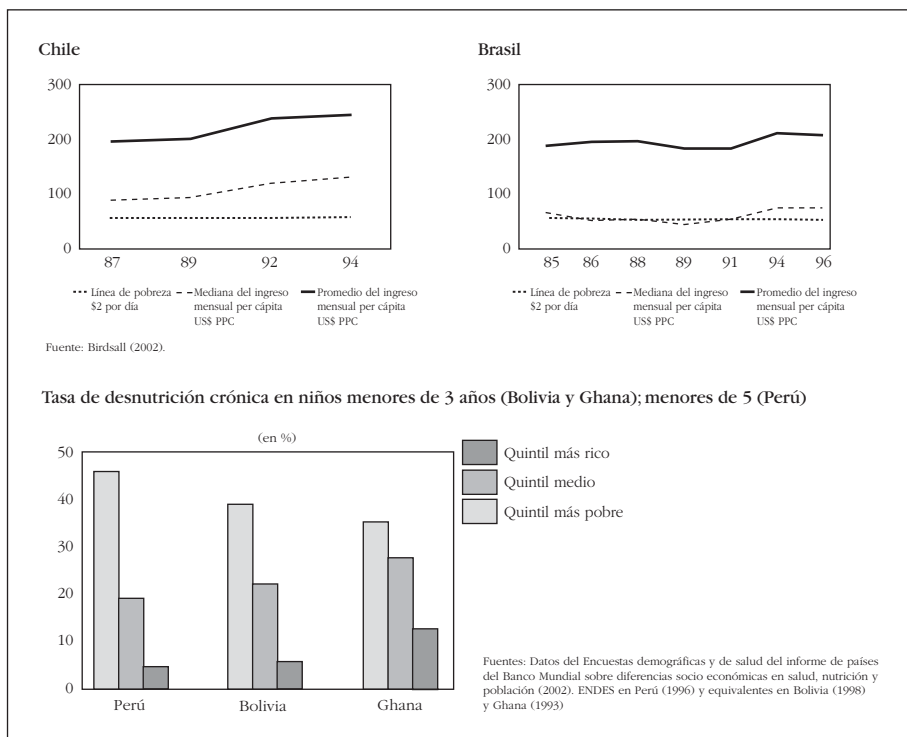 Chile
300
200
100
0
87 89 92 94
Línea de pobreza
$2 por día
Mediana del ingreso
mensual per cápita
US$ PPC
Promedio del ingreso
mensual per cápita
US$ PPC
Fuente: Birdsall (2002).
Brasil
300
200
100
0
85 86 88 89 91 94 96
Línea de pobreza
$2 por día
Mediana del ingreso
mensual per cápita
US$ PPC
Promedio del ingreso
mensual per cápita
US$ PPC
Tasa de desnutrición crónica en niños menores de 3 años (Bolivia y Ghana); menores de 5 (Perú)
(en %)
50
40
30
20
10
0
Perú Bolivia Ghana
Quintil más rico
Quintil medio
Quintil más pobre
Fuentes: Datos del Encuestas demográficas y de salud del informe de países
del Banco Mundial sobre diferencias socio económicas en salud, nutrición y
población (2002). ENDES en Perú (1996) y equivalentes en Bolivia (1998)
y Ghana (1993)